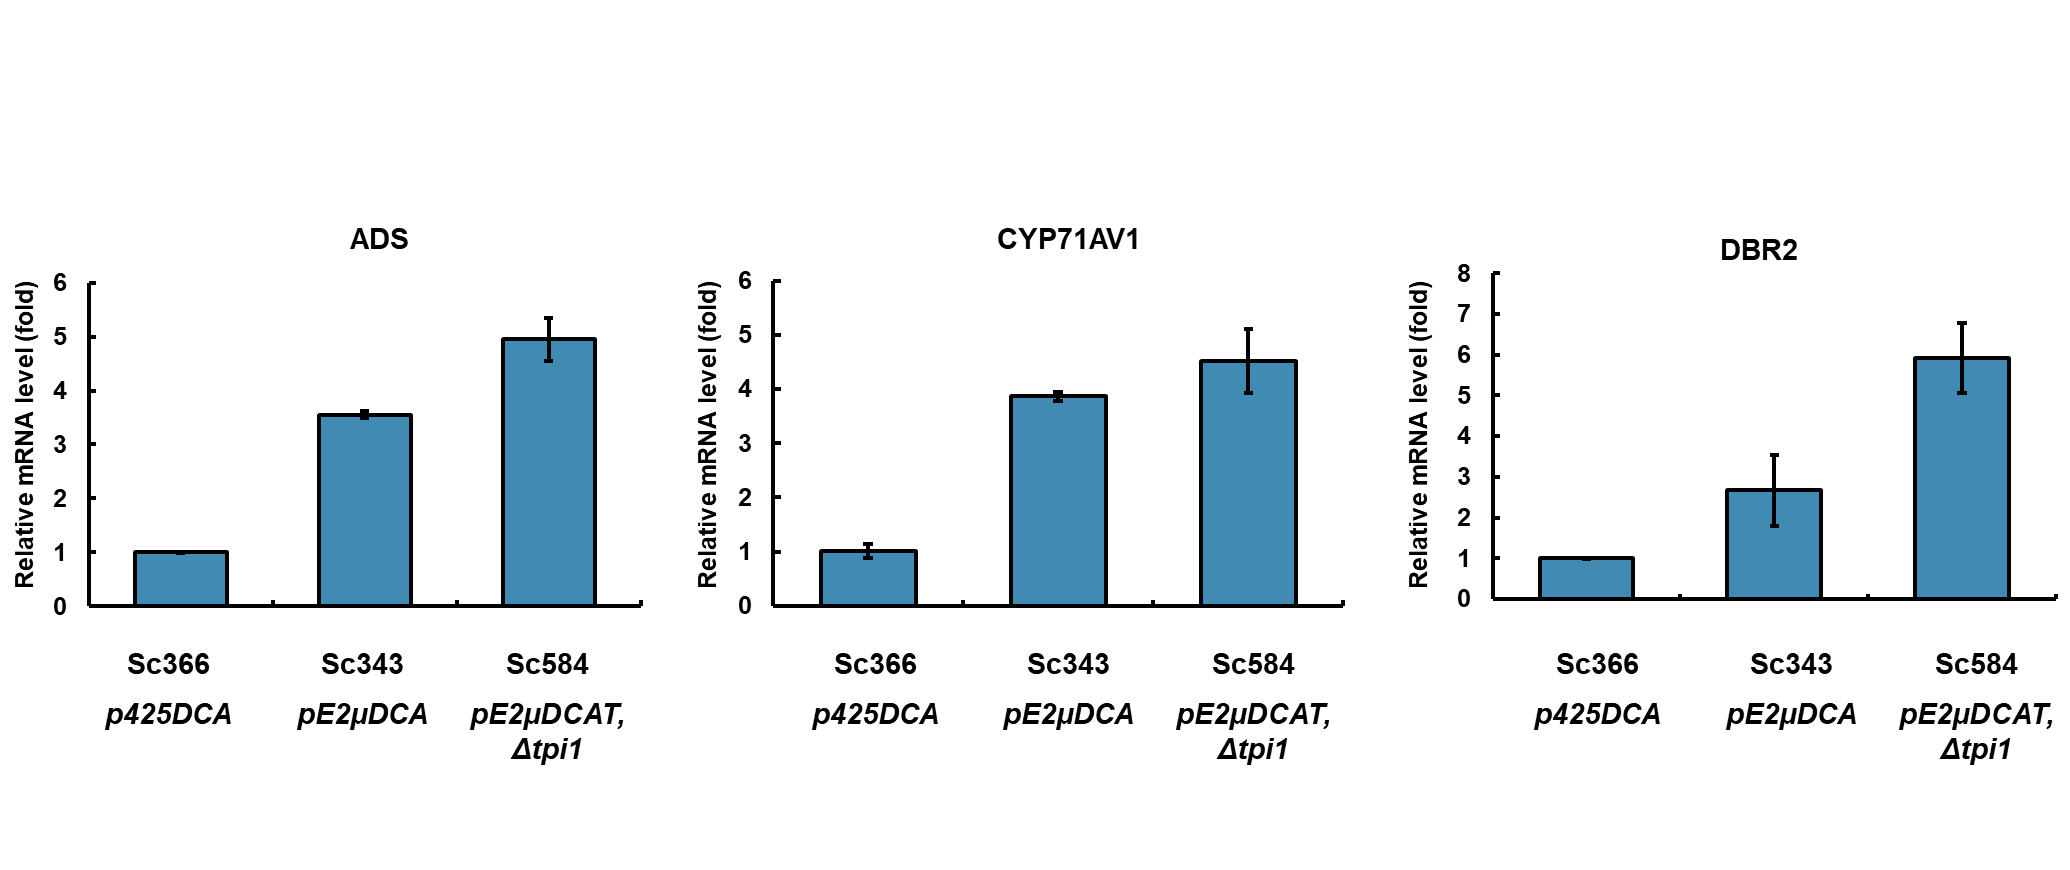 ADS
Relative mRNA level (fold)
6
5
4
3
2
1
0
Sc366
Sc343
Sc584
p425DCA
pE2μDCA
pE2μDCAT,
Δtpi1
CYP71AV1
Relative mRNA level (fold)
6
5
4
3
2
1
0
Sc366
Sc343
Sc584
p425DCA
pE2μDCA
pE2μDCAT,
Δtpi1
DBR2
Relative mRNA level (fold)
8
7
6
5
4
3
2
1
0
Sc366
Sc343
Sc584
p425DCA
pE2μDCA
pE2μDCAT,
Δtpi1